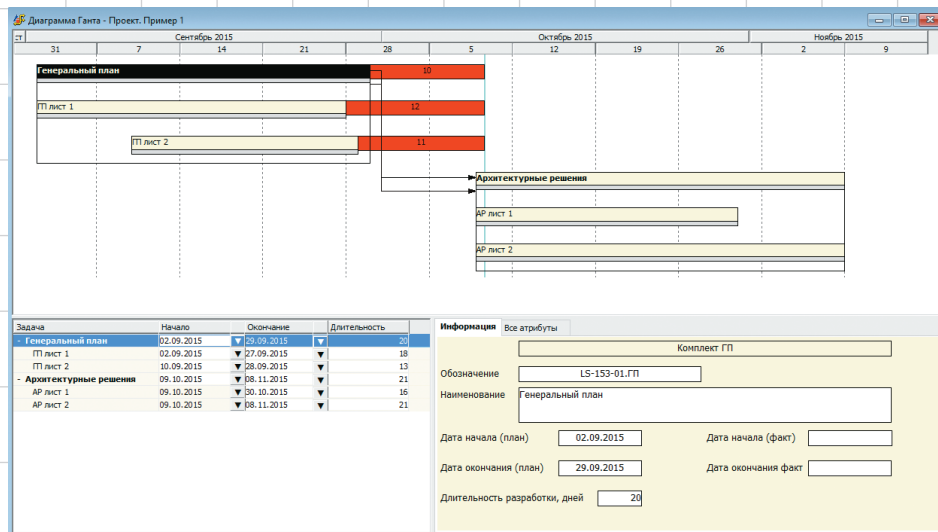 Диаграмма Ганта - Проект. Пример 1
ст Сентябрь 2015 Октябрь 2015 Ноябрь 2015
31 7 14 21 28 5 12 19 26 2 9
Генеральный план 10
ГП лист 1 12
ГП лист 2 11
Архитектурные решения
АР лист 1
АР лист 2
Задача Начало Окончание Длительность
- Генеральный план 02.09.2015 29.09.2015 20
ГП лист 1 02.09.2015 27.09.2015 18
ГП лист 2 10.09.2015 28.09.2015 13
- Архитектурные решения 09.10.2015 08.11.2015 21
АР лист 1 09.10.2015 30.10.2015 16
АР лист 2 09.10.2015 08.11.2015 21
Информация Все атрибуты
Комплект ГП
Обозначение LS-153-01.ГП
Наименование Генеральный план
Дата начала (план) 02.09.2015 Дата начала (факт)
Дата окончания (план) 29.09.2015 Дата окончания факт
Длительность разработки, дней 20